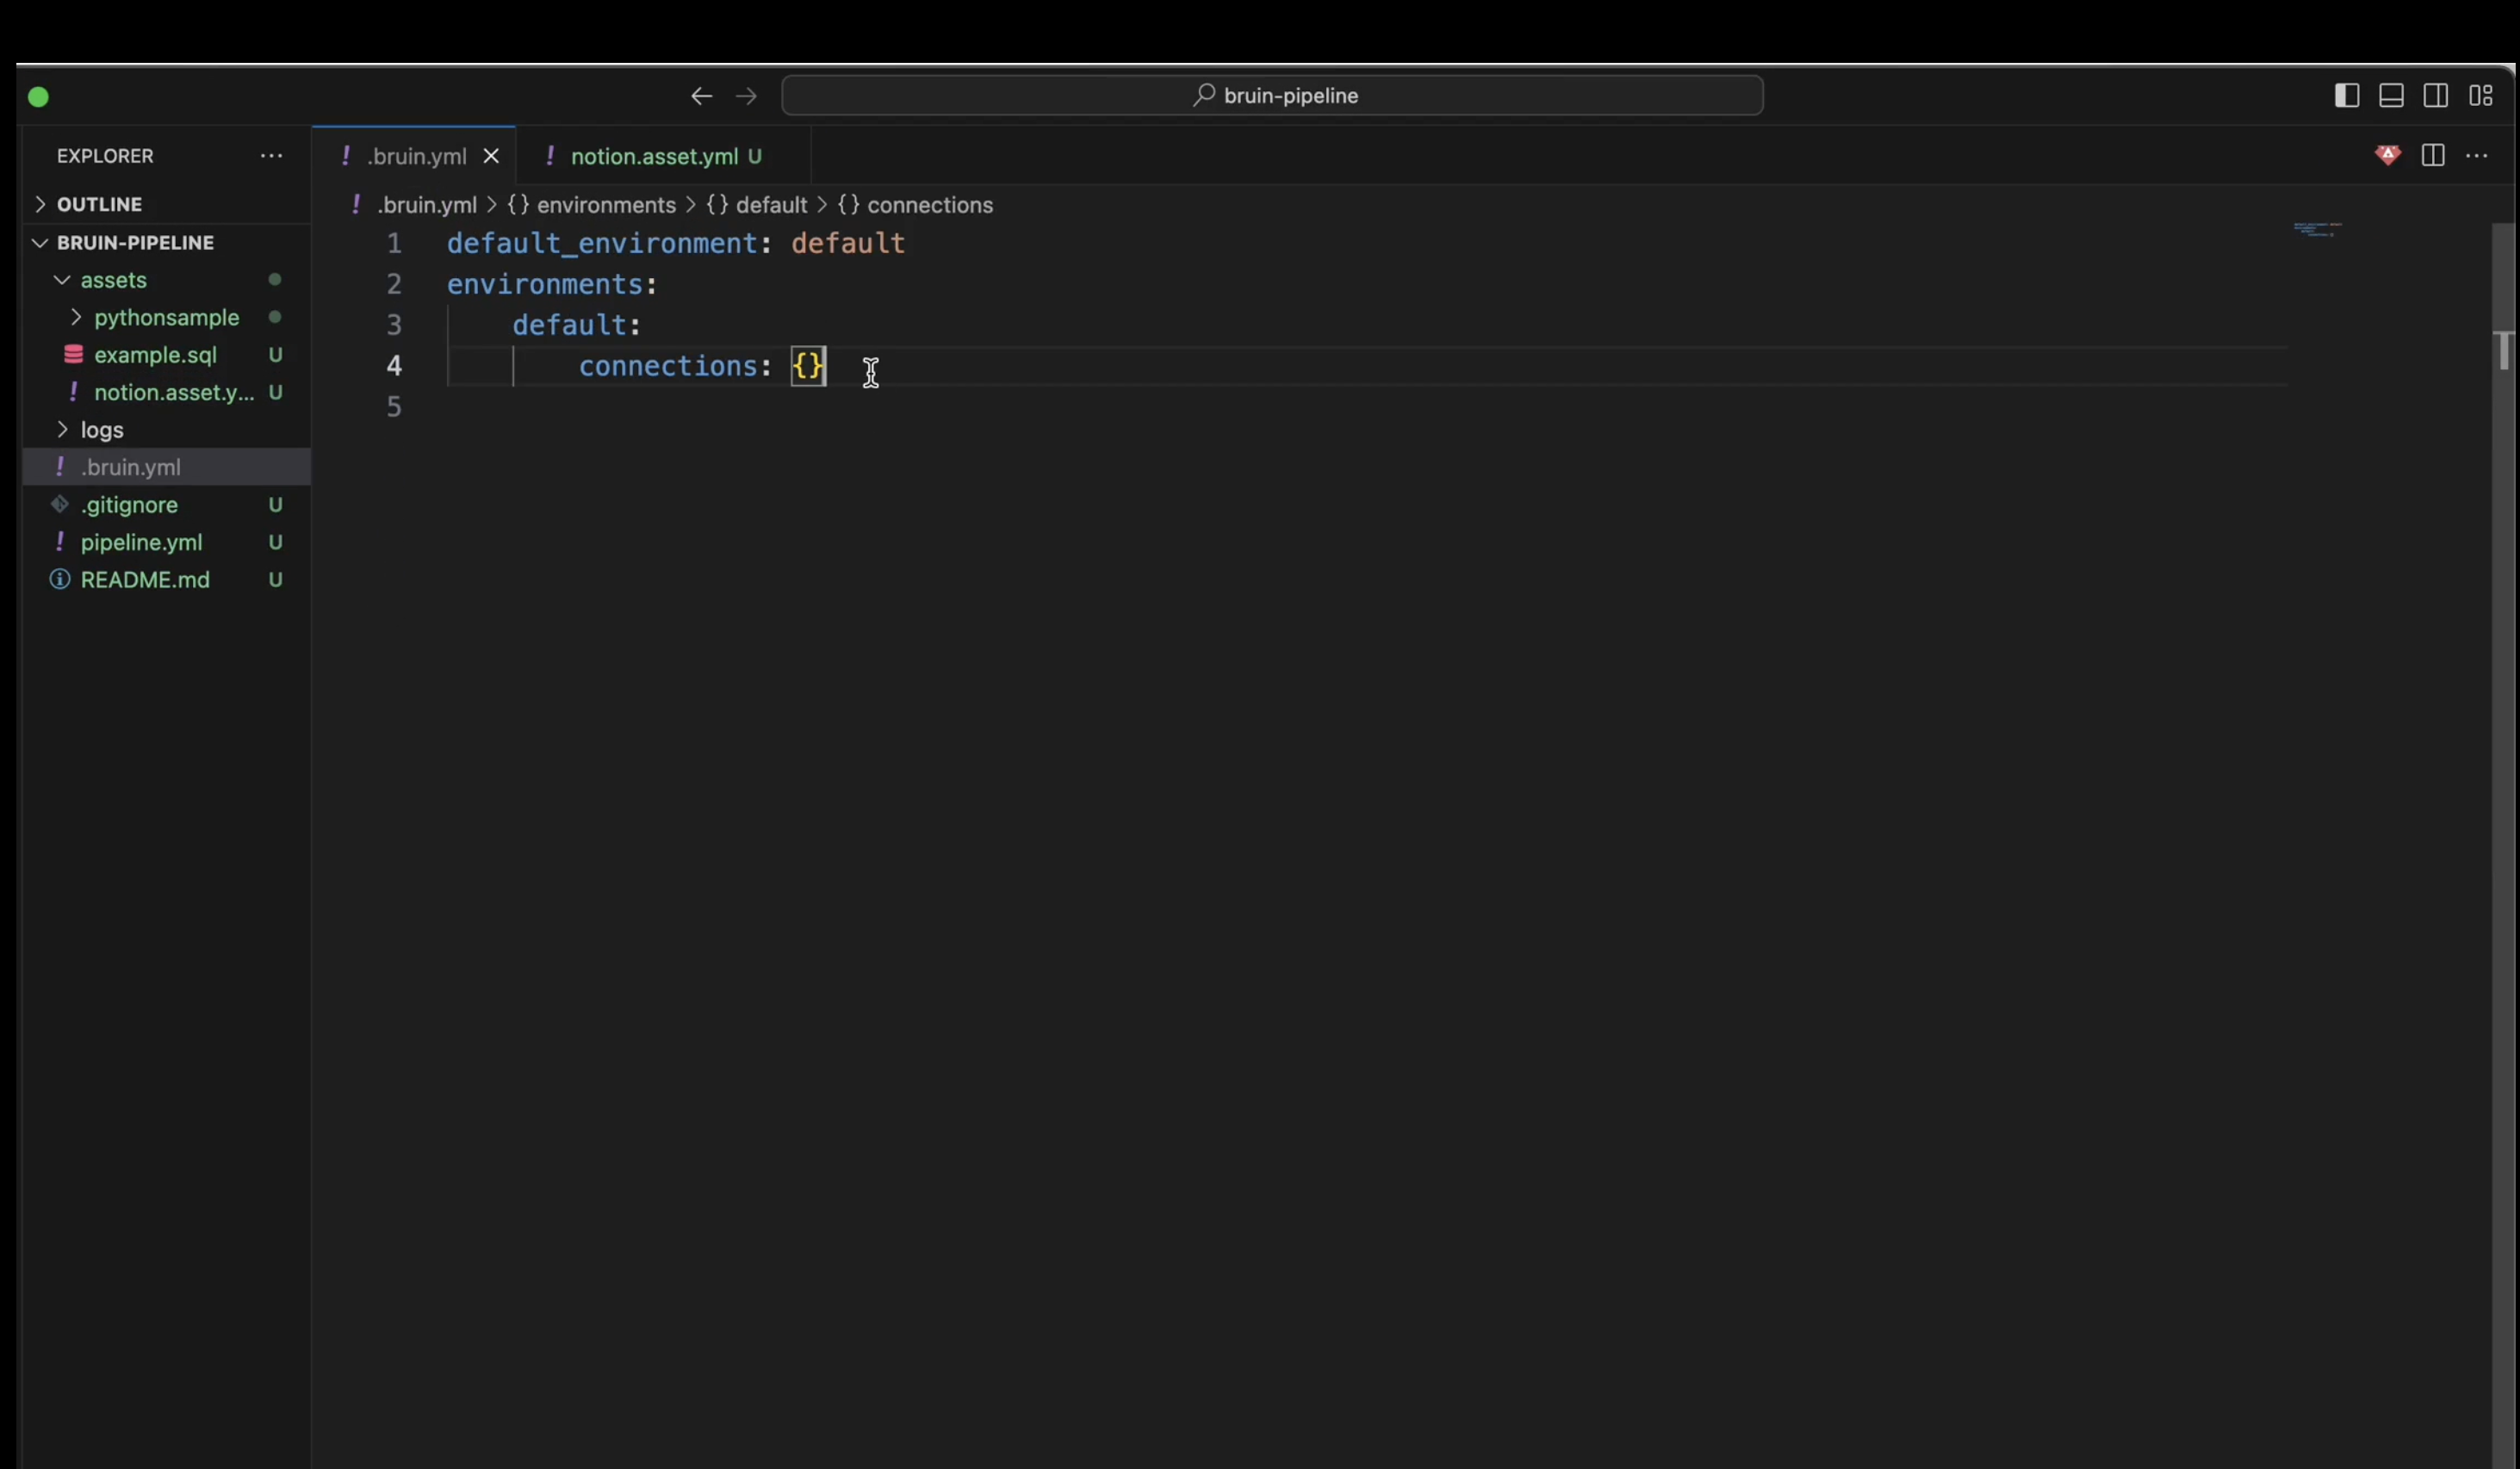 bruin-pipeline
EXPLORER
.bruin.yml
notion.asset.yml U
OUTLINE
.bruin.yml > {} environments > {} default > {} connections
BRUIN-PIPELINE
assets
pythonsample
example.sql U
notion.asset.y... U
logs
.bruin.yml
.gitignore U
pipeline.yml U
README.md U
1 default_environment: default
2 environments:
3 default:
4 connections: {}
5